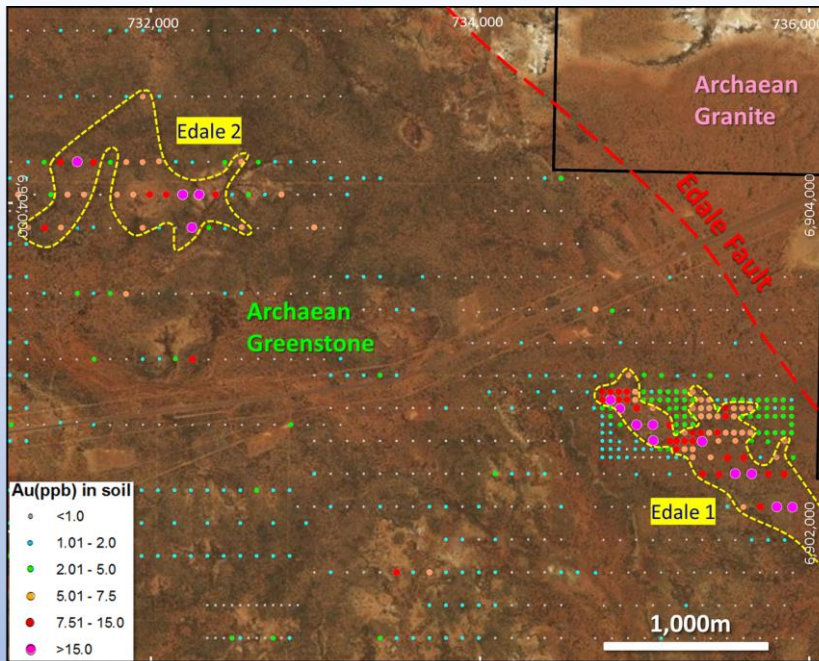 732,000
734,000
736,000
Archaean
Granite
Edale 2
6,904,000
6,904,000
Edale Fault
Archaean
Greenstone
Au(ppb) in soil
<1.0
1.01 - 2.0
2.01 - 5.0
5.01 - 7.5
7.51 - 15.0
>15.0
Edale 1
6,902,000
1,000m